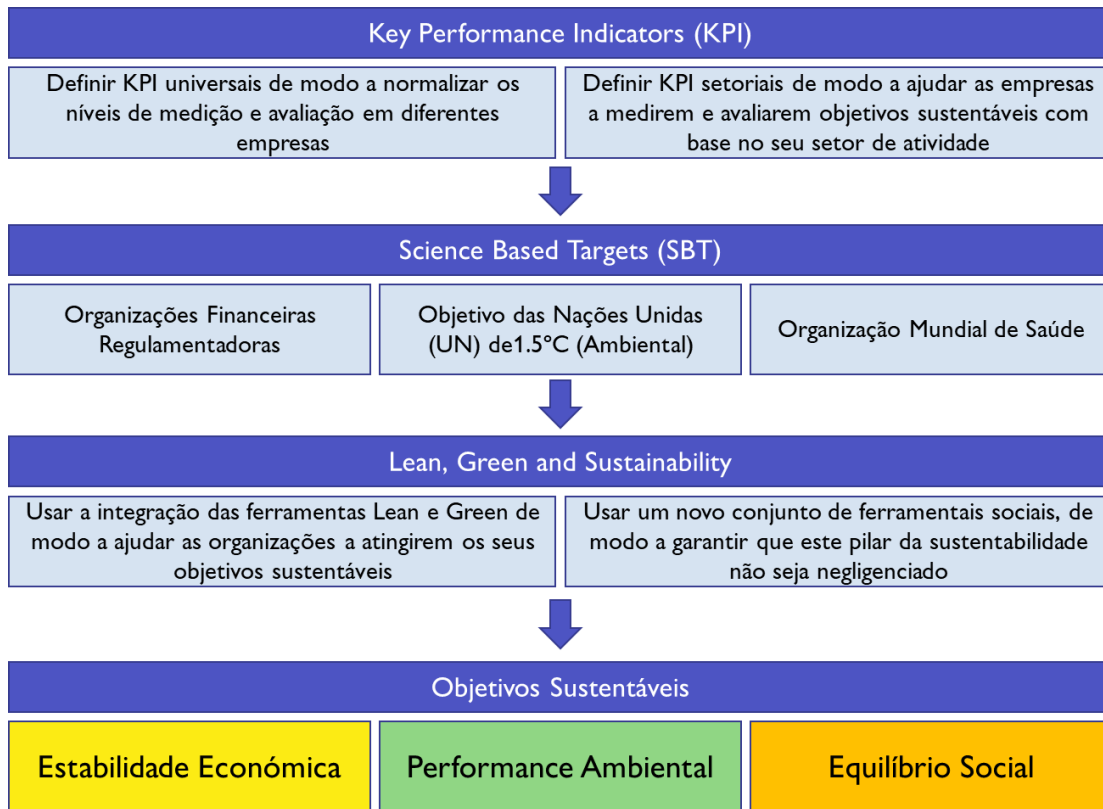 Key Performance Indicators (KPI)
Definir KPI universais de modo a normalizar os
níveis de medição e avaliação em diferentes
empresas
Definir KPI setoriais de modo a ajudar as empresas
a medirem e avaliarem objetivos sustentáveis com
base no seu setor de atividade
Science Based Targets (SBT)
Organizações Financeiras
Regulamentadoras
Objetivo das Nações Unidas
(UN) de1.5ºC (Ambiental)
Organização Mundial de Saúde
Lean, Green and Sustainability
Usar a integração das ferramentas Lean e Green de
modo a ajudar as organizações a atingirem os seus
objetivos sustentáveis
Usar um novo conjunto de ferramentais sociais, de
modo a garantir que este pilar da sustentabilidade
não seja negligenciado
Objetivos Sustentáveis
Estabilidade Económica
Performance Ambiental
Equilíbrio Social